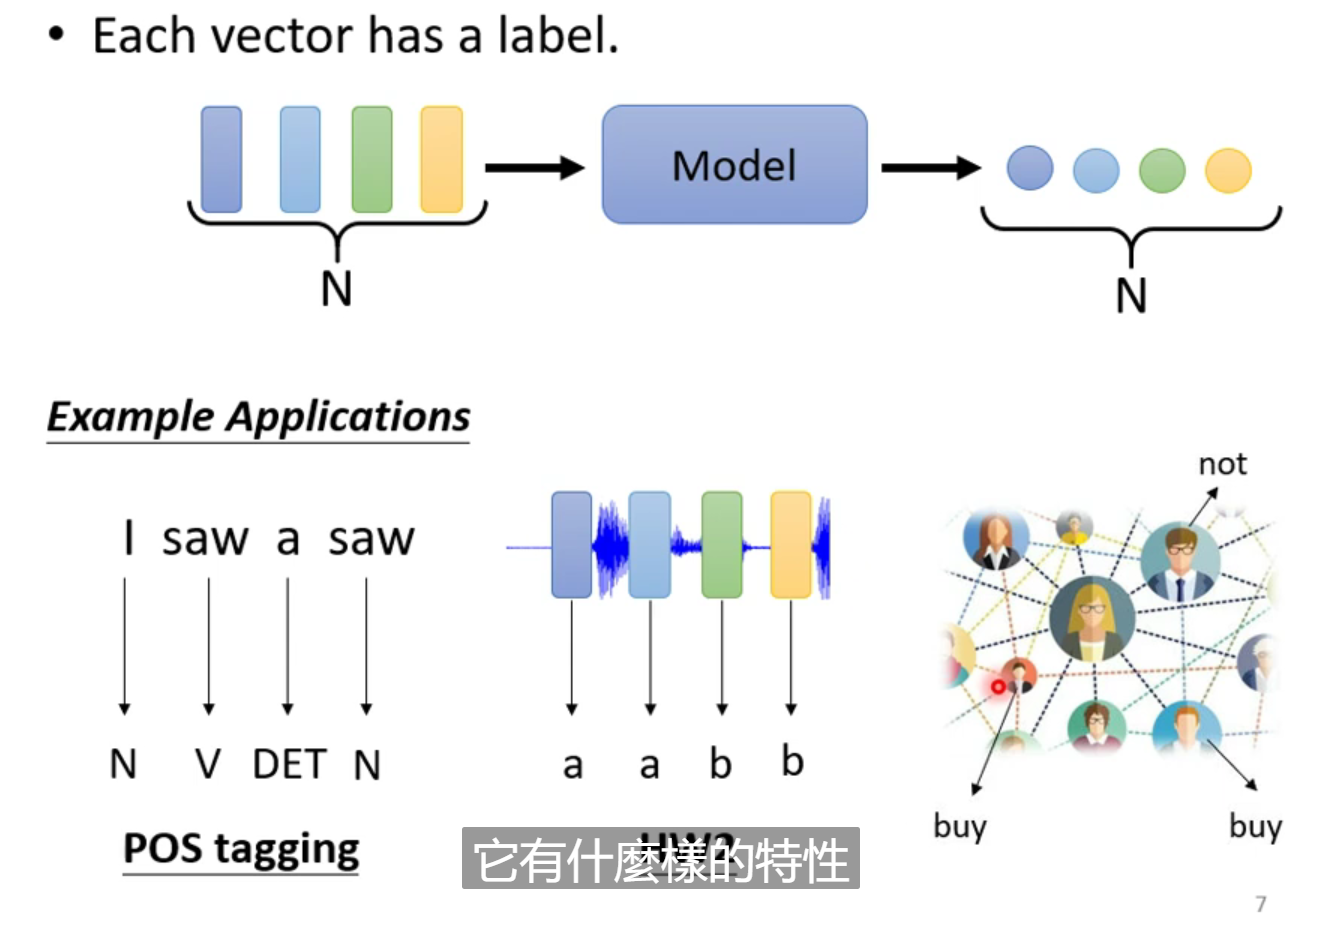 • Each vector has a label.
Model
N
N
Example Applications
not
I saw a saw
N V DET N
a a b b
buy
buy
POS tagging
HW2
它有什麼樣的特性
7